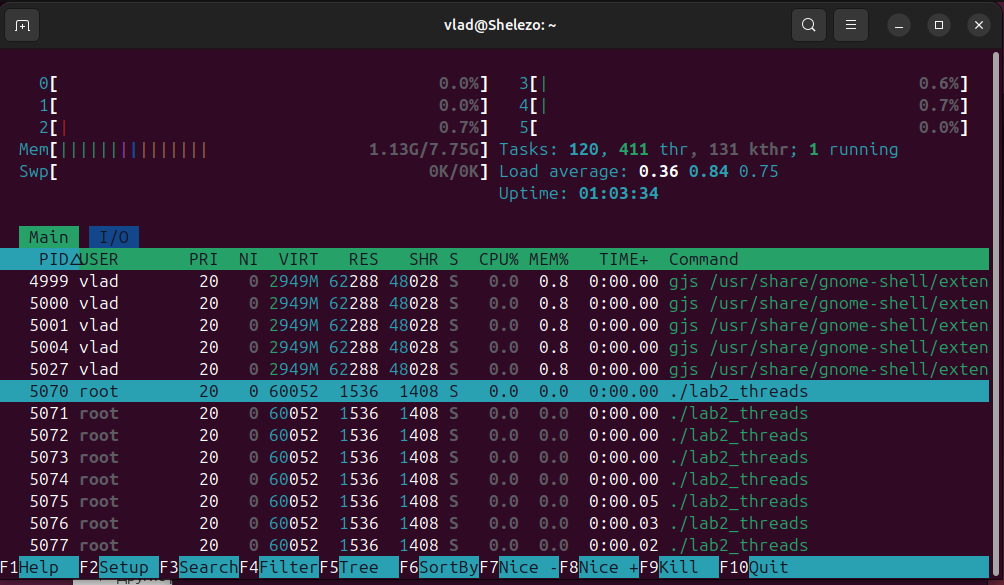 vlad@Shelezo: ~
0[ 0.0%] 3[| 0.6%]
1[ 0.0%] 4[| 0.7%]
2[| 0.7%] 5[ 0.0%]
Mem[||||||||||||||| 1.13G/7.75G] Tasks: 120, 411 thr, 131 kthr; 1 running
Swp[ 0K/0K] Load average: 0.36 0.84 0.75
Uptime: 01:03:34
Main I/O
PID△USER PRI NI VIRT RES SHR S CPU% MEM% TIME+ Command
4999 vlad 20 0 2949M 62288 48028 S 0.0 0.8 0:00.00 gjs /usr/share/gnome-shell/exten
5000 vlad 20 0 2949M 62288 48028 S 0.0 0.8 0:00.00 gjs /usr/share/gnome-shell/exten
5001 vlad 20 0 2949M 62288 48028 S 0.0 0.8 0:00.00 gjs /usr/share/gnome-shell/exten
5004 vlad 20 0 2949M 62288 48028 S 0.0 0.8 0:00.00 gjs /usr/share/gnome-shell/exten
5027 vlad 20 0 2949M 62288 48028 S 0.0 0.8 0:00.00 gjs /usr/share/gnome-shell/exten
5070 root 20 0 60052 1536 1408 S 0.0 0.0 0:00.00 ./lab2_threads
5071 root 20 0 60052 1536 1408 S 0.0 0.0 0:00.00 ./lab2_threads
5072 root 20 0 60052 1536 1408 S 0.0 0.0 0:00.00 ./lab2_threads
5073 root 20 0 60052 1536 1408 S 0.0 0.0 0:00.00 ./lab2_threads
5074 root 20 0 60052 1536 1408 S 0.0 0.0 0:00.00 ./lab2_threads
5075 root 20 0 60052 1536 1408 S 0.0 0.0 0:00.05 ./lab2_threads
5076 root 20 0 60052 1536 1408 S 0.0 0.0 0:00.03 ./lab2_threads
5077 root 20 0 60052 1536 1408 S 0.0 0.0 0:00.02 ./lab2_threads
F1Help F2Setup F3SearchF4FilterF5Tree F6SortByF7Nice -F8Nice +F9Kill F10Quit